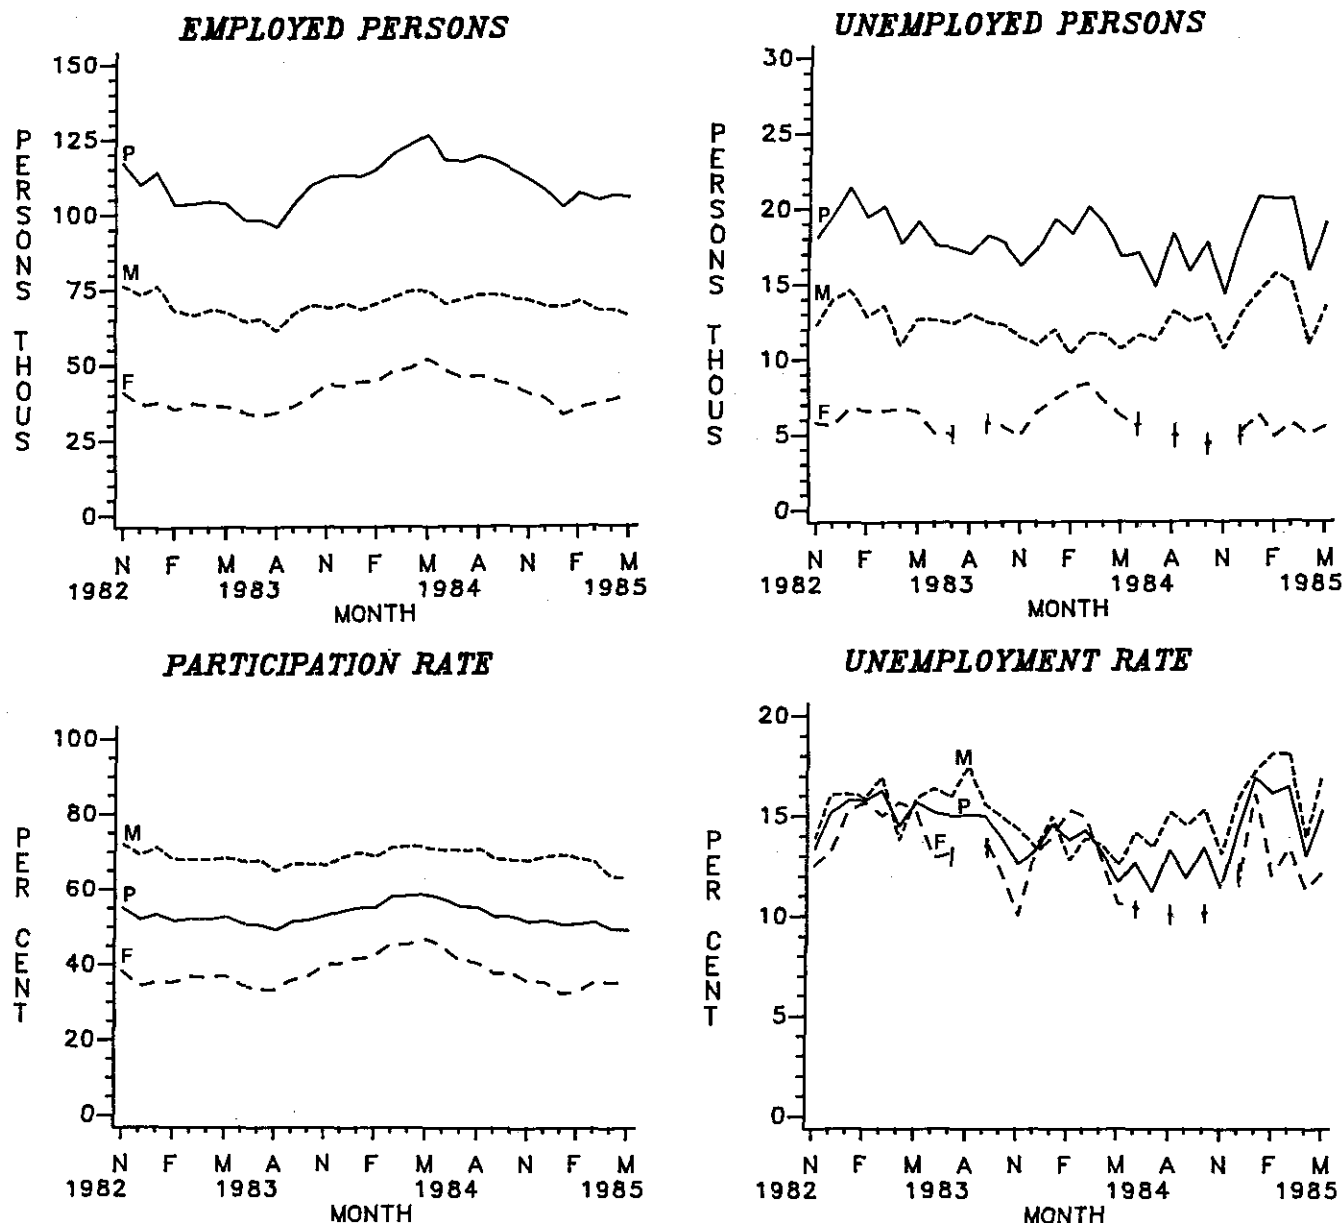 EMPLOYED PERSONS
PERSONS THOUS
150
125
100
75
50
25
0
P
M
F
N F M A N F M A N F M
1982 1983 1984 1985
MONTH
UNEMPLOYED PERSONS
PERSONS THOUS
30
25
20
15
10
5
0
P
M
F
N F M A N F M A N F M
1982 1983 1984 1985
MONTH
PARTICIPATION RATE
PER CENT
100
80
60
40
20
0
M
P
F
N F M A N F M A N F M
1982 1983 1984 1985
MONTH
UNEMPLOYMENT RATE
PER CENT
20
15
10
5
0
M
P
F
N F M A N F M A N F M
1982 1983 1984 1985
MONTH